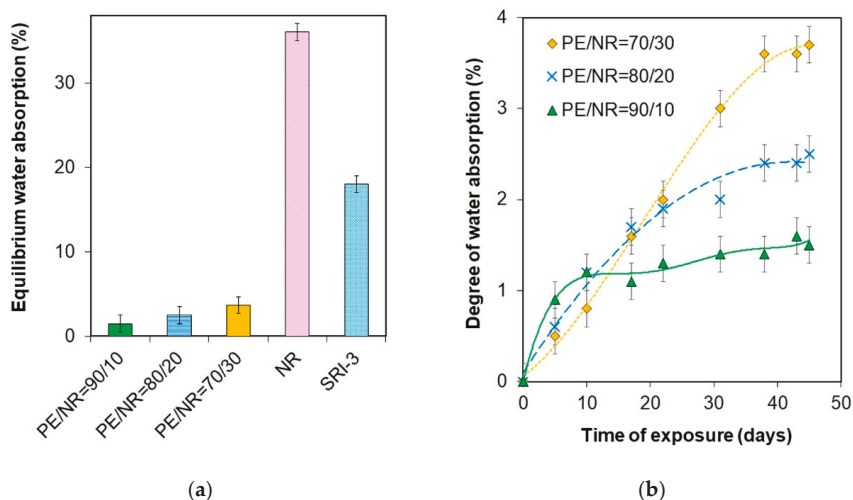 Equilibrium water absorption (%)
30
20
10
0
PE/NR=90/10
PE/NR=80/20
PE/NR=70/30
NR
SRI-3
(a)
Degree of water absorption (%)
4
3
2
1
0
PE/NR=70/30
PE/NR=80/20
PE/NR=90/10
0
10
20
30
40
50
Time of exposure (days)
(b)